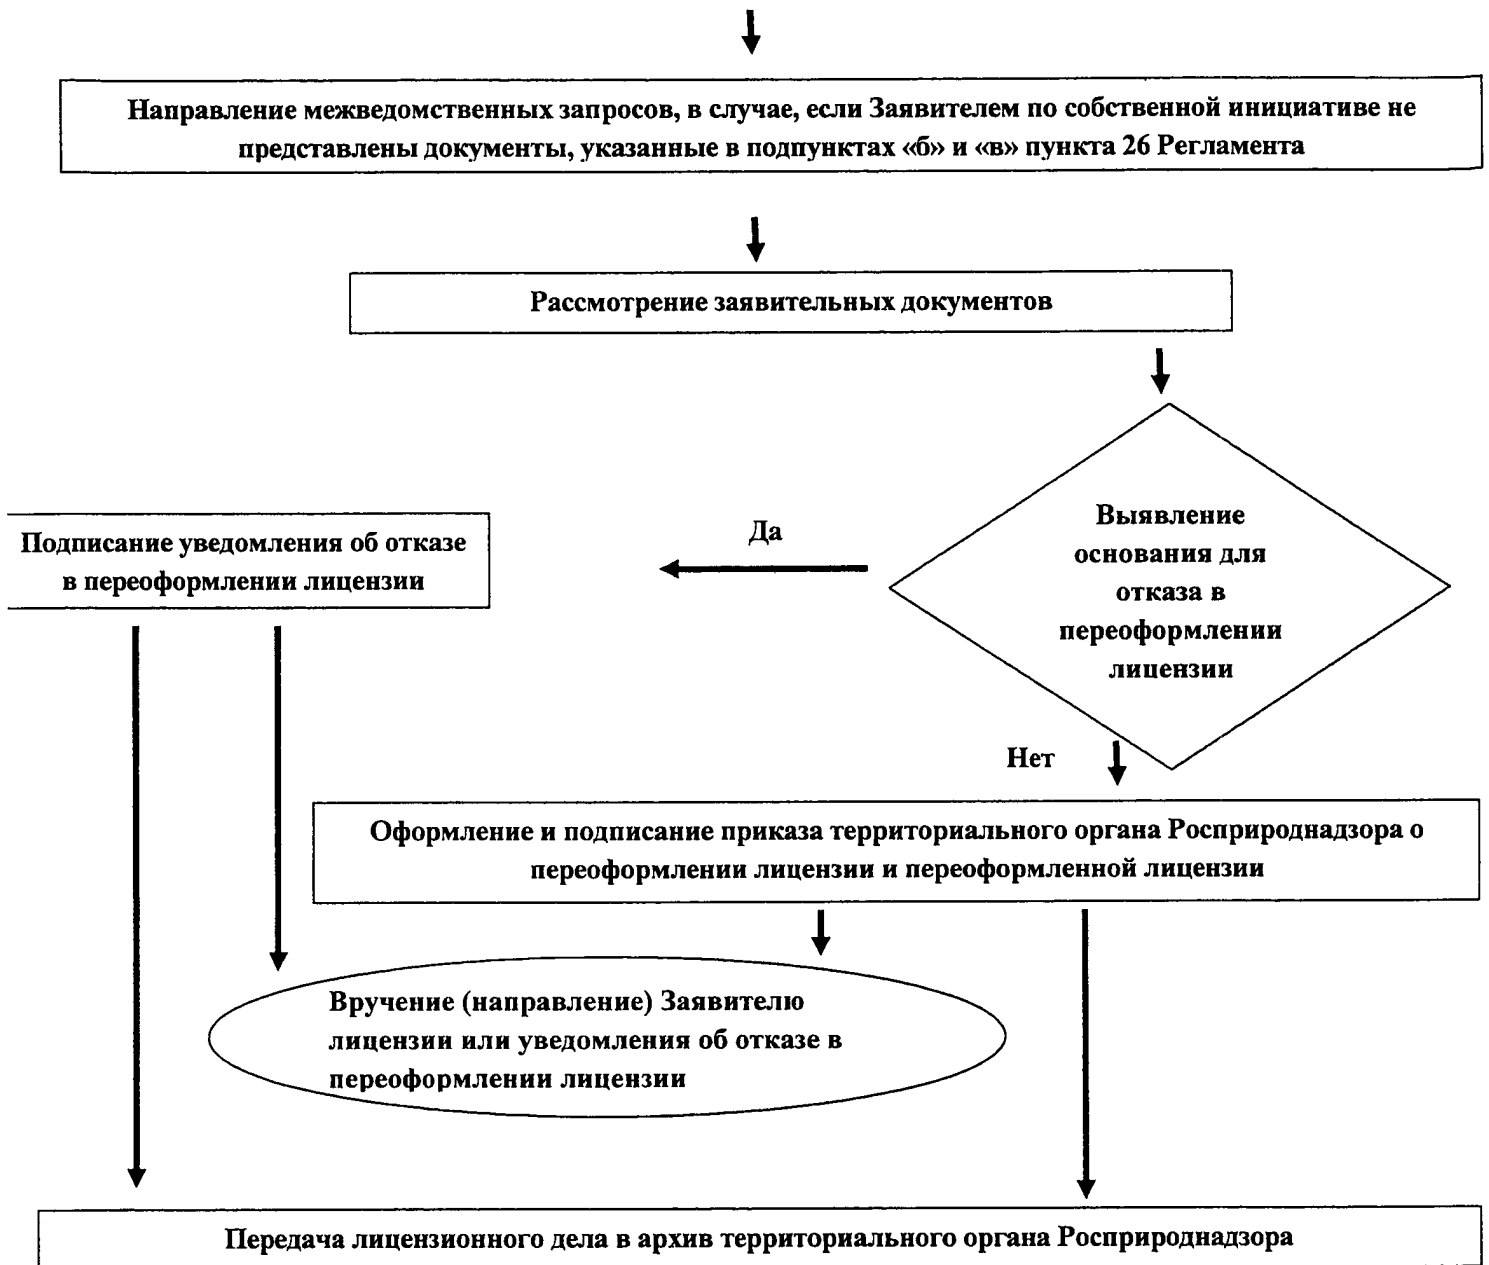 Направление межведомственных запросов, в случае, если Заявителем по собственной инициативе не
представлены документы, указанные в подпунктах «б» и «в» пункта 26 Регламента
Рассмотрение заявительных документов
Выявление
основания для
отказа в
переоформлении
лицензии
Да
Подписание уведомления об отказе
в переоформлении лицензии
Нет
Оформление и подписание приказа территориального органа Росприроднадзора о
переоформлении лицензии и переоформленной лицензии
Вручение (направление) Заявителю
лицензии или уведомления об отказе в
переоформлении лицензии
Передача лицензионного дела в архив территориального органа Росприроднадзора